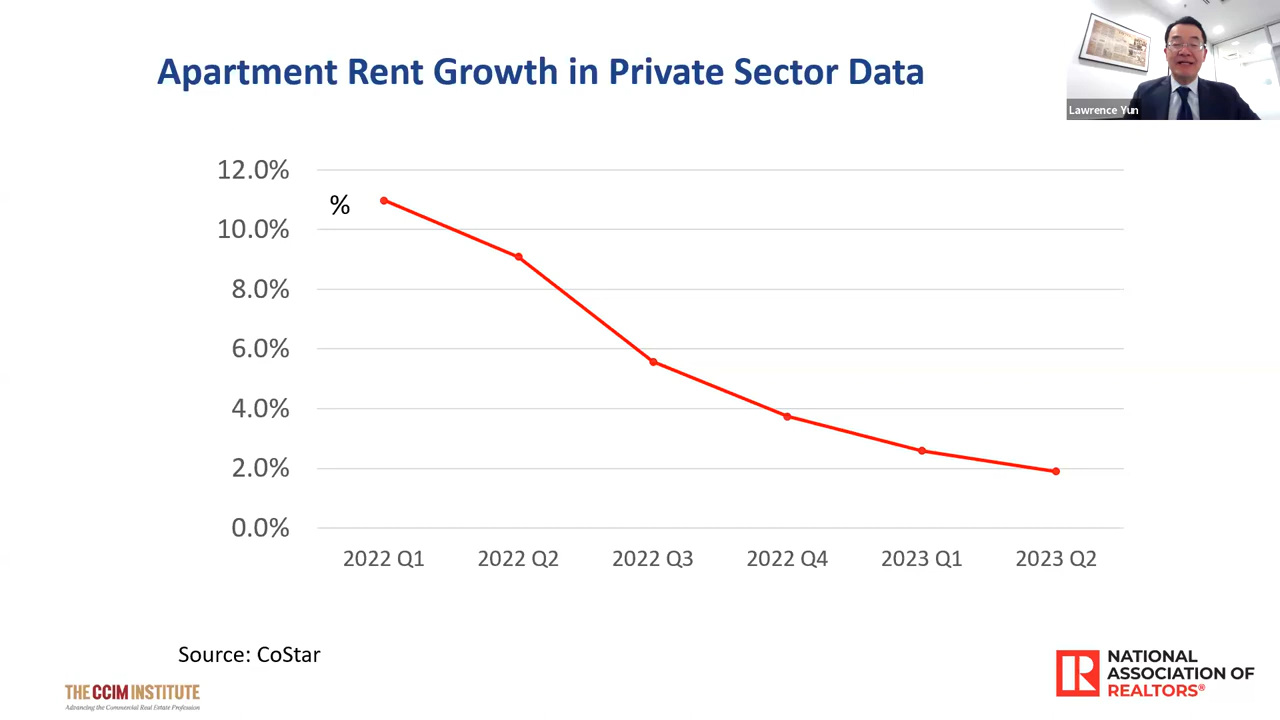 Apartment Rent Growth in Private Sector Data
Lawrence Yun
12.0%
%
10.0%
8.0%
6.0%
4.0%
2.0%
0.0%
2022 Q1 2022 Q2 2022 Q3 2022 Q4 2023 Q1 2023 Q2
Source: CoStar
THE CCIM INSTITUTE
Advancing the Commercial Real Estate Profession
NATIONAL
ASSOCIATION OF
REALTORS®